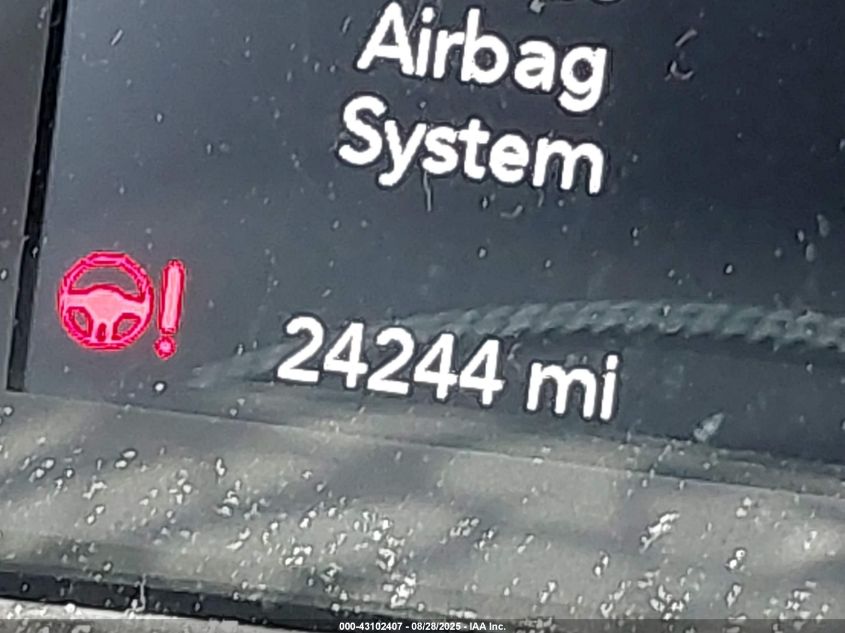 Airbag
System
24244 mi
000-43102407 - 08/28/2025 - IAA Inc.